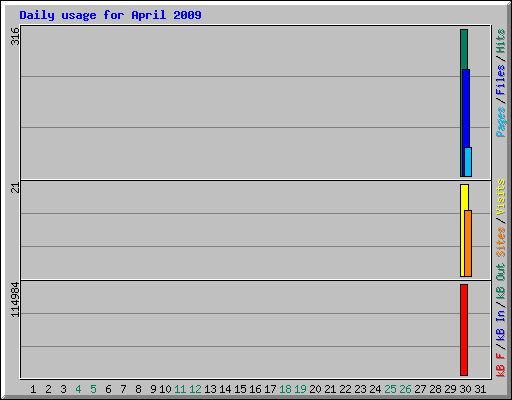 Daily usage for April 2009
316
21
114984
Pages / Files / Hits
Sites / Visits
kB F / kB In / kB Out
1 2 3 4 5 6 7 8 9 10 11 12 13 14 15 16 17 18 19 20 21 22 23 24 25 26 27 28 29 30 31